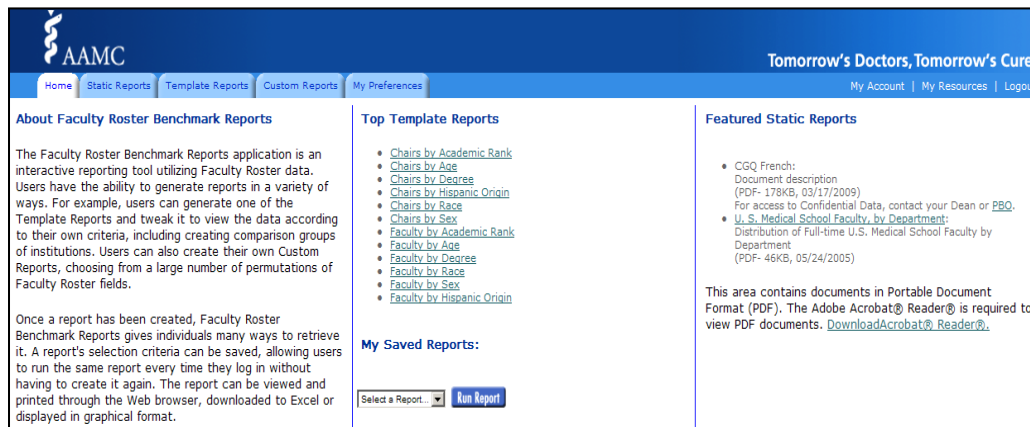 AAMC
Tomorrow's Doctors, Tomorrow's Cure
Home
Static Reports
Template Reports
Custom Reports
My Preferences
My Account | My Resources | Logou
About Faculty Roster Benchmark Reports
The Faculty Roster Benchmark Reports application is an
interactive reporting tool utilizing Faculty Roster data.
Users have the ability to generate reports in a variety of
ways. For example, users can generate one of the
Template Reports and tweak it to view the data according
to their own criteria, including creating comparison groups
of institutions. Users can also create their own Custom
Reports, choosing from a large number of permutations of
Faculty Roster fields.
Once a report has been created, Faculty Roster
Benchmark Reports gives individuals many ways to retrieve
it. A report's selection criteria can be saved, allowing users
to run the same report every time they log in without
having to create it again. The report can be viewed and
printed through the Web browser, downloaded to Excel or
displayed in graphical format.
Top Template Reports
Chairs by Academic Rank
Chairs by Age
Chairs by Degree
Chairs by Hispanic Origin
Chairs by Race
Chairs by Sex
Faculty by Academic Rank
Faculty by Age
Faculty by Degree
Faculty by Race
Faculty by Sex
Faculty by Hispanic Origin
My Saved Reports:
Select a Report...
Run Report
Featured Static Reports
CGQ French:
Document description
(PDF- 178KB, 03/17/2009)
For access to Confidential Data, contact your Dean or PBO.
U. S. Medical School Faculty, by Department:
Distribution of Full-time U.S. Medical School Faculty by
Department
(PDF- 46KB, 05/24/2005)
This area contains documents in Portable Document
Format (PDF). The Adobe Acrobat® Reader® is required to
view PDF documents. DownloadAcrobat® Reader®.